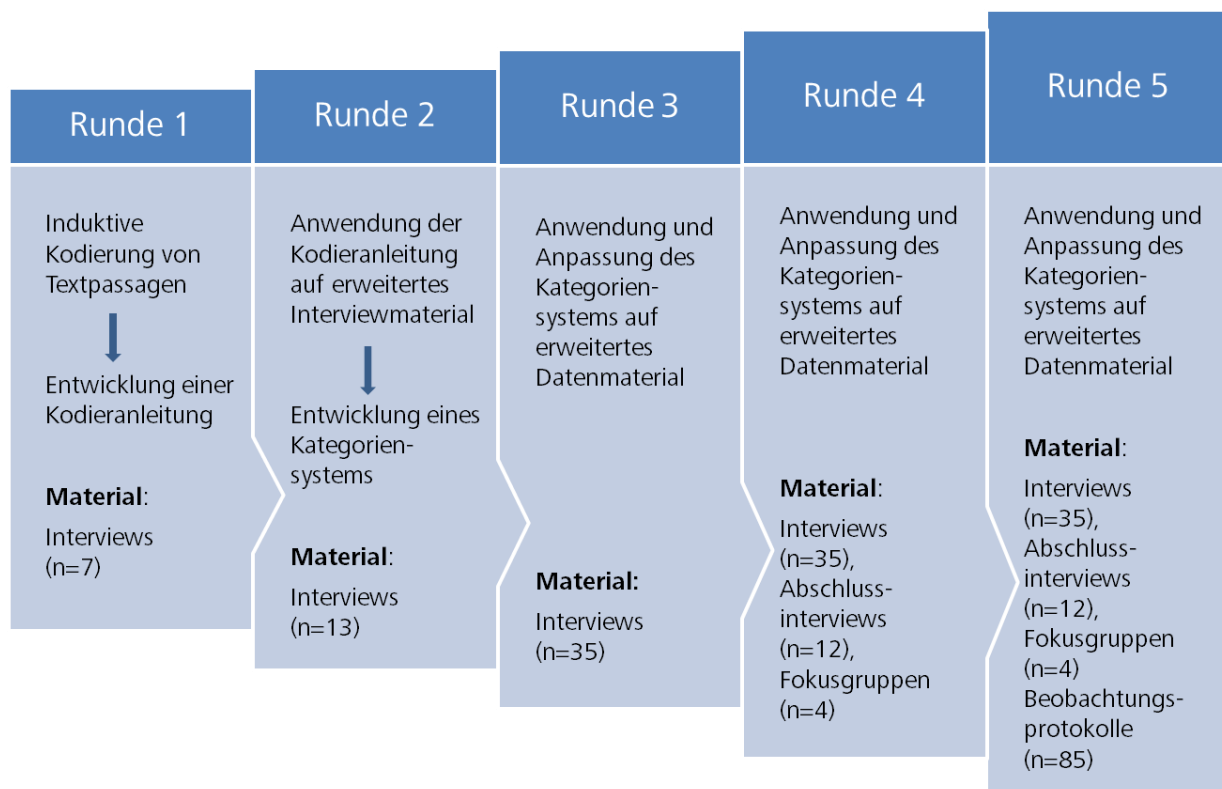 Runde 1
Induktive
Kodierung von
Textpassagen
Entwicklung einer
Kodieranleitung
Material:
Interviews
(n=7)
Runde 2
Anwendung der
Kodieranleitung
auf erweitertes
Interviewmaterial
Entwicklung eines
Kategorien-
systems
Material:
Interviews
(n=13)
Runde 3
Anwendung und
Anpassung des
Kategorien-
systems auf
erweitertes
Datenmaterial
Material:
Interviews
(n=35)
Runde 4
Anwendung und
Anpassung des
Kategorien-
systems auf
erweitertes
Datenmaterial
Material:
Interviews
(n=35),
Abschluss-
interviews
(n=12),
Fokusgruppen
(n=4)
Runde 5
Anwendung und
Anpassung des
Kategorien-
systems auf
erweitertes
Datenmaterial
Material:
Interviews
(n=35),
Abschluss-
interviews
(n=12),
Fokusgruppen
(n=4)
Beobachtungs-
protokolle
(n=85)